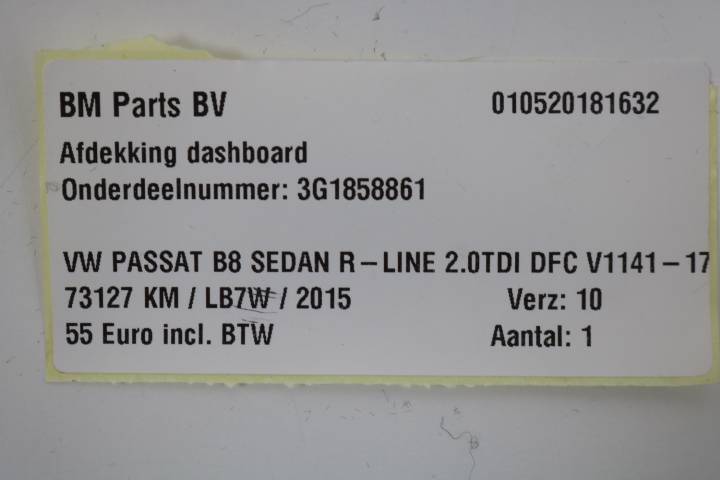 BM Parts BV 010520181632
Afdekking dashboard
Onderdeelnummer: 3G1858861
VW PASSAT B8 SEDAN R-LINE 2.0TDI DFC V1141-17
73127 KM / LB7W / 2015 Verz: 10
55 Euro incl. BTW Aantal: 1